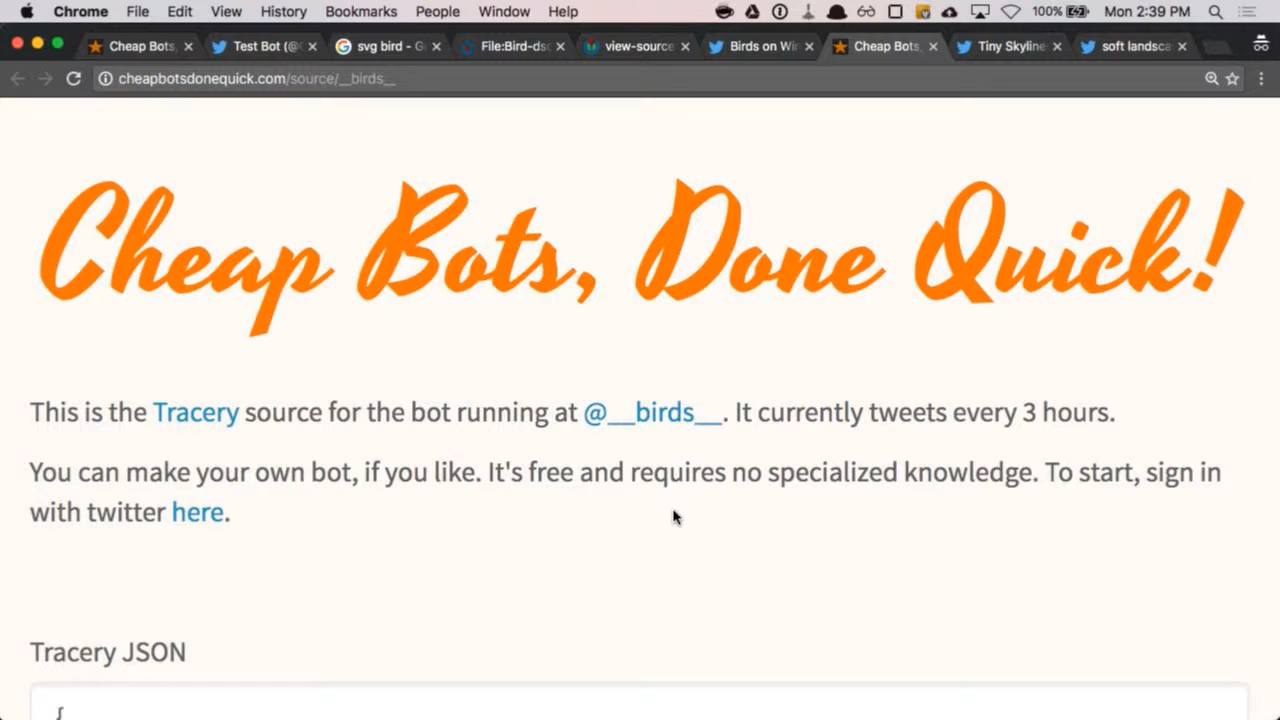 Chrome File Edit View History Bookmarks People Window Help 100% Mon 2:39 PM
Cheap Bots, Test Bot (@ svg bird - G File:Bird-ds view-source Birds on Wir Cheap Bots, Tiny Skyline soft landsca
cheapbotsdonequick.com/source/__birds__
Cheap Bots, Done Quick!
This is the Tracery source for the bot running at @__birds__. It currently tweets every 3 hours.
You can make your own bot, if you like. It's free and requires no specialized knowledge. To start, sign in
with twitter here.
Tracery JSON
{